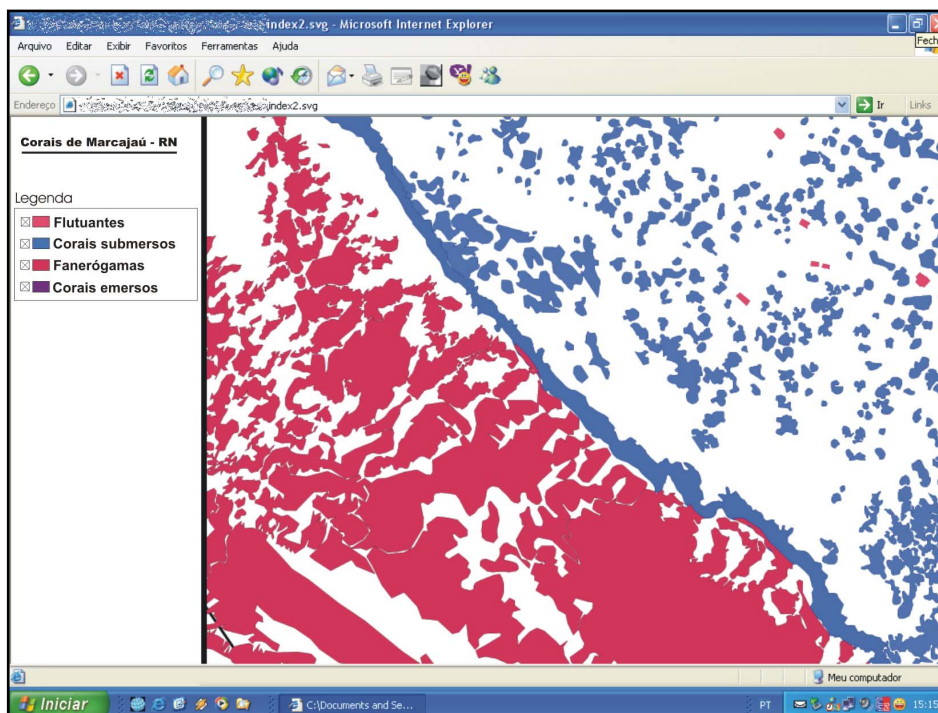 index2.svg - Microsoft Internet Explorer
Fech
Arquivo Editar Exibir Favoritos Ferramentas Ajuda
Endereço index2.svg Ir Links
Corais de Marcajaú - RN
Legenda
Flutuantes
Corais submersos
Fanerógamas
Corais emersos
Meu computador
Iniciar C:\Documents and Se... PT 15:15